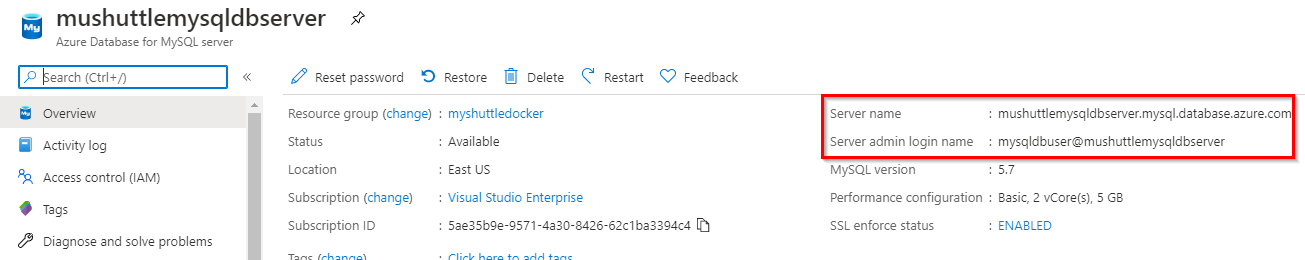 mushuttlemysqldbserver
Azure Database for MySQL server
Search (Ctrl+/)
«
Reset password Restore Delete Restart Feedback
Overview
Activity log
Access control (IAM)
Tags
Diagnose and solve problems
Resource group (change) : myshuttledocker
Status : Available
Location : East US
Subscription (change) : Visual Studio Enterprise
Subscription ID : 5ae35b9e-9571-4a30-8426-62c1ba3394c4
Tags (change) : Click here to add tags
Server name : mushuttlemysqldbserver.mysql.database.azure.com
Server admin login name : mysqldbuser@mushuttlemysqldbserver
MySQL version : 5.7
Performance configuration : Basic, 2 vCore(s), 5 GB
SSL enforce status : ENABLED